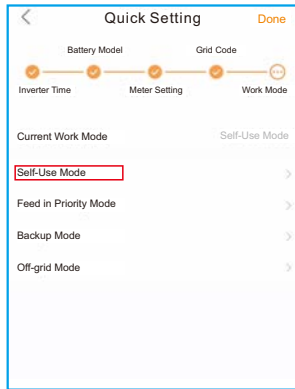 Quick Setting
Done
Battery Model
Grid Code
Inverter Time
Meter Setting
Work Mode
Current Work Mode
Self-Use Mode
Self-Use Mode
Feed in Priority Mode
Backup Mode
Off-grid Mode